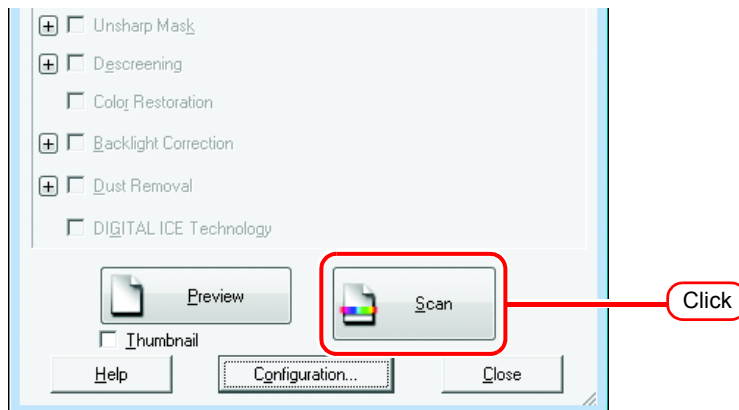 Unsharp Mask
Descreening
Color Restoration
Backlight Correction
Dust Removal
DIGITAL ICE Technology
Preview
Scan
Click
Thumbnail
Help
Configuration...
Close